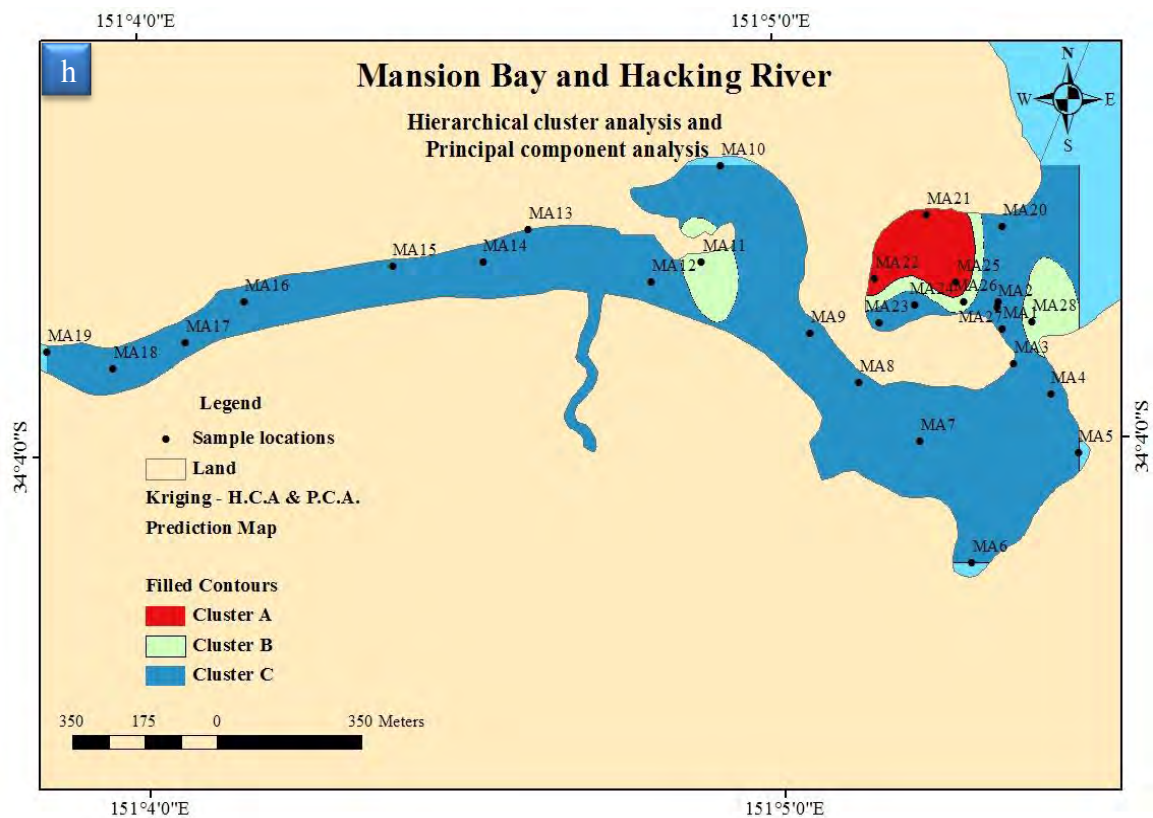 151°4'0"E
151°5'0"E
h
Mansion Bay and Hacking River
Hierarchical cluster analysis and
Principal component analysis
N
W
E
S
MA10
MA21
MA20
MA13
MA11
MA14
MA15
MA12
MA22
MA25
MA24
MA26
MA2
MA28
MA23
MA27
MA1
MA16
MA9
MA17
MA3
MA19
MA18
MA8
MA4
MA7
MA5
MA6
Legend
Sample locations
Land
Kriging - H.C.A & P.C.A.
Prediction Map
Filled Contours
Cluster A
Cluster B
Cluster C
350 175 0 350 Meters
34°4'0"S
34°4'0"S
151°4'0"E
151°5'0"E